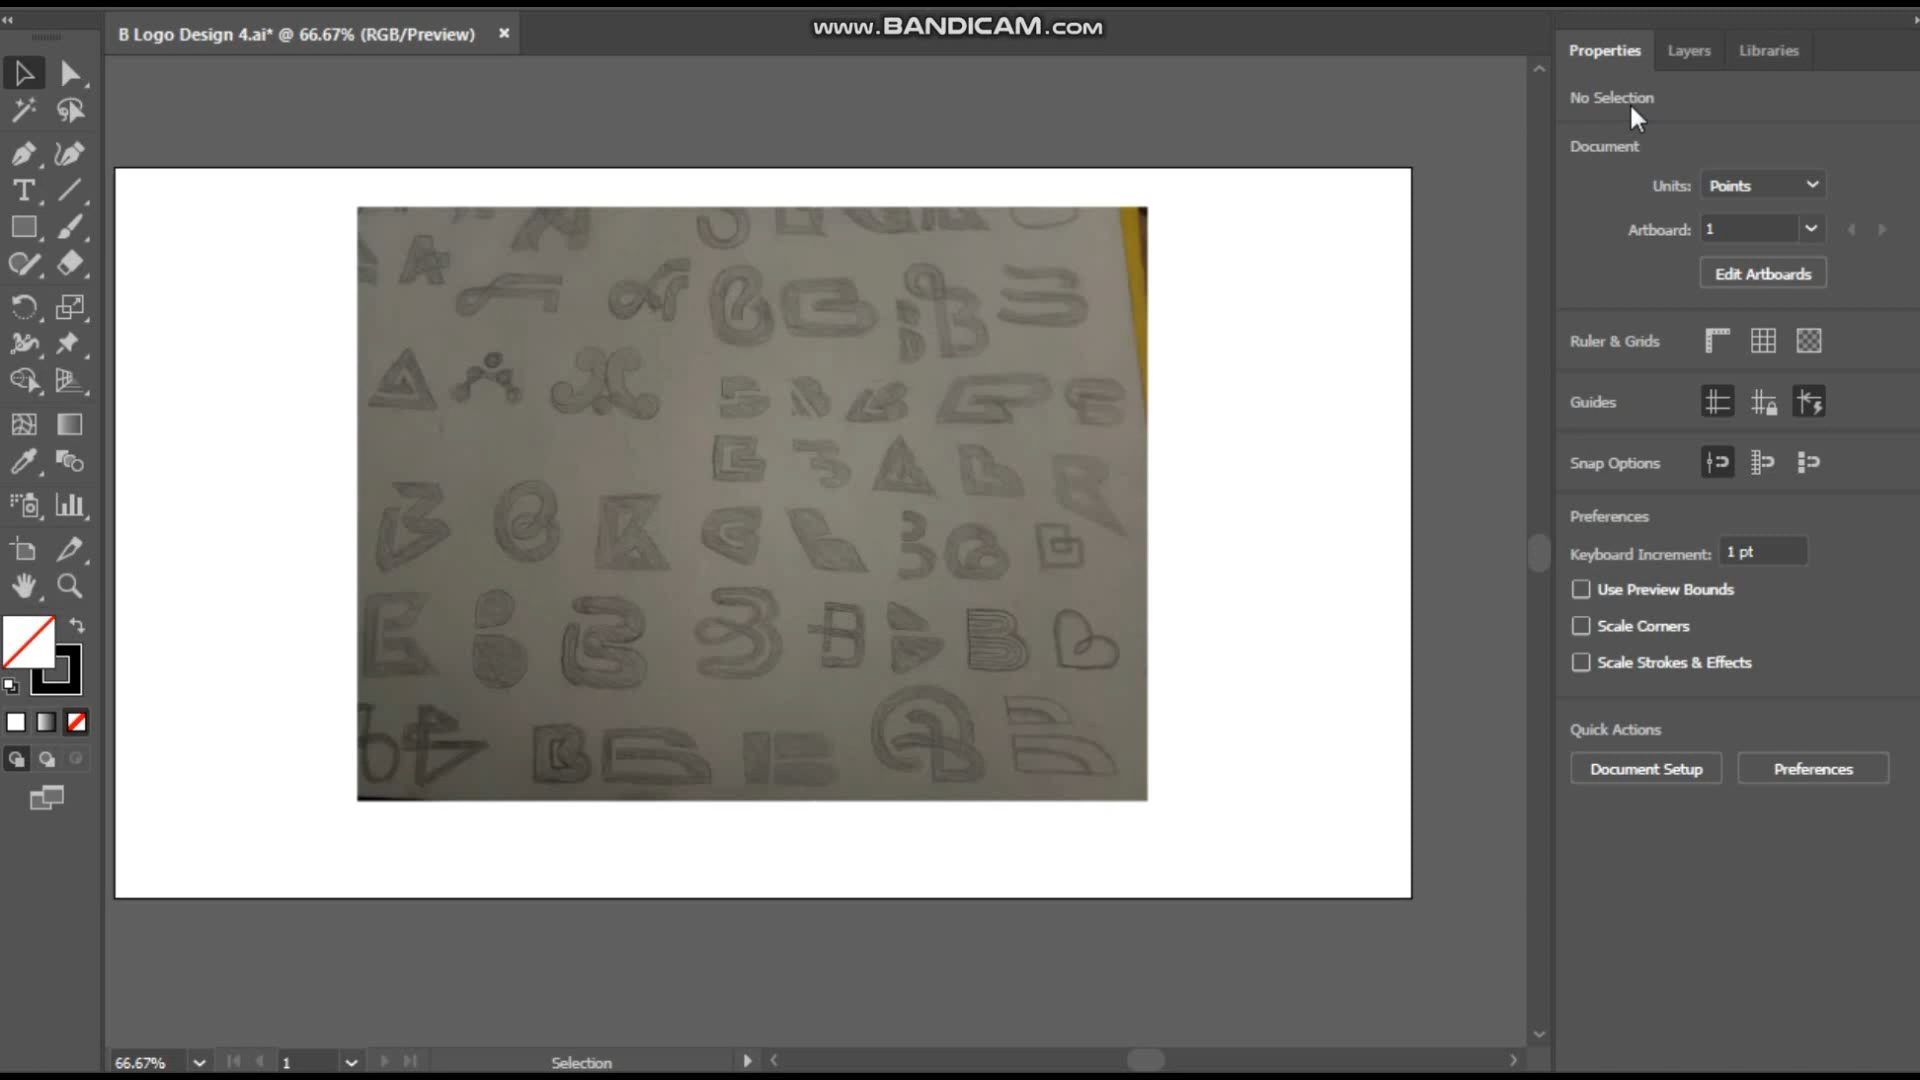 www.BANDICAM.com
B Logo Design 4.ai* @ 66.67% (RGB/Preview) ×
Properties Layers Libraries
No Selection
Document
Units: Points
Artboard: 1
Edit Artboards
Ruler & Grids
Guides
Snap Options
Preferences
Keyboard Increment: 1 pt
Use Preview Bounds
Scale Corners
Scale Strokes & Effects
Quick Actions
Document Setup Preferences
66.67% 1 Selection